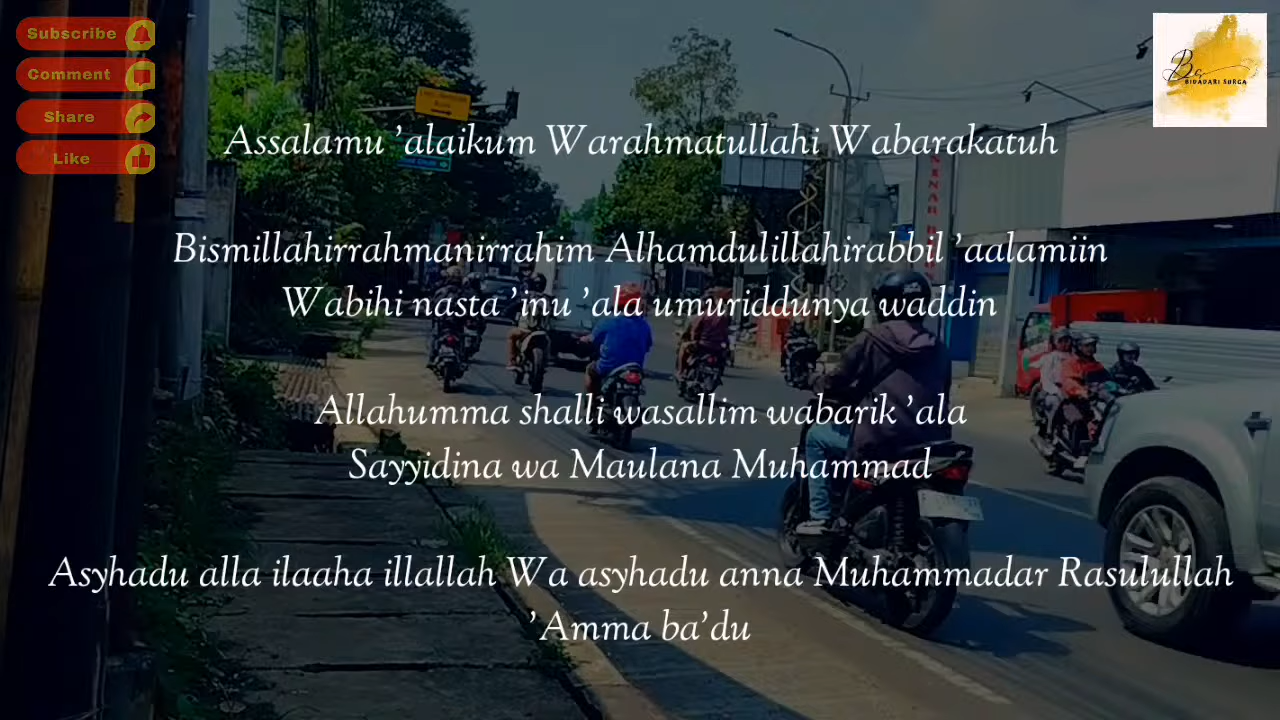 Subscribe
Comment
Share
Like
BIDADARI SURGA
Assalamu 'alaikum Warahmatullahi Wabarakatuh
Bismillahirrahmanirrahim Alhamdulillahirabbil 'aalamiin
Wabihi nasta 'inu 'ala umuriddunya waddin
Allahumma shalli wasallim wabarik 'ala
Sayyidina wa Maulana Muhammad
Asyhadu alla ilaaha illallah Wa asyhadu anna Muhammadar Rasulullah
'Amma ba'du